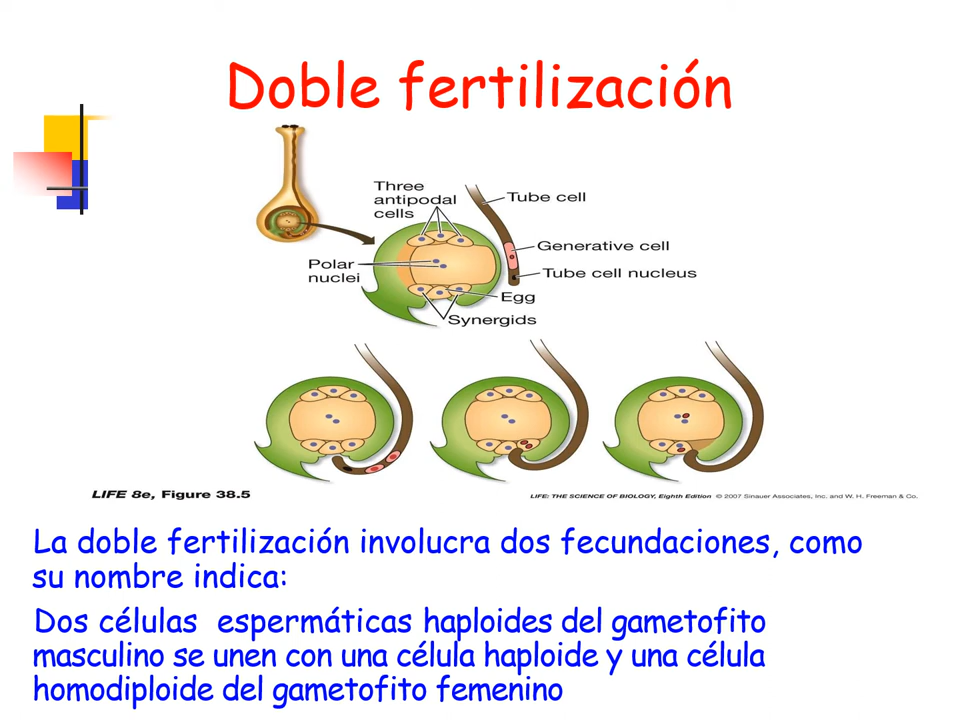 Doble fertilización
Three
antipodal
cells
Tube cell
Generative cell
Polar
nuclei
Tube cell nucleus
Egg
Synergids
LIFE 8e, Figure 38.5
LIFE: THE SCIENCE OF BIOLOGY, Eighth Edition © 2007 Sinauer Associates, Inc. and W. H. Freeman & Co.
La doble fertilización involucra dos fecundaciones, como
su nombre indica:
Dos células espermáticas haploides del gametofito
masculino se unen con una célula haploide y una célula
homodiploide del gametofito femenino